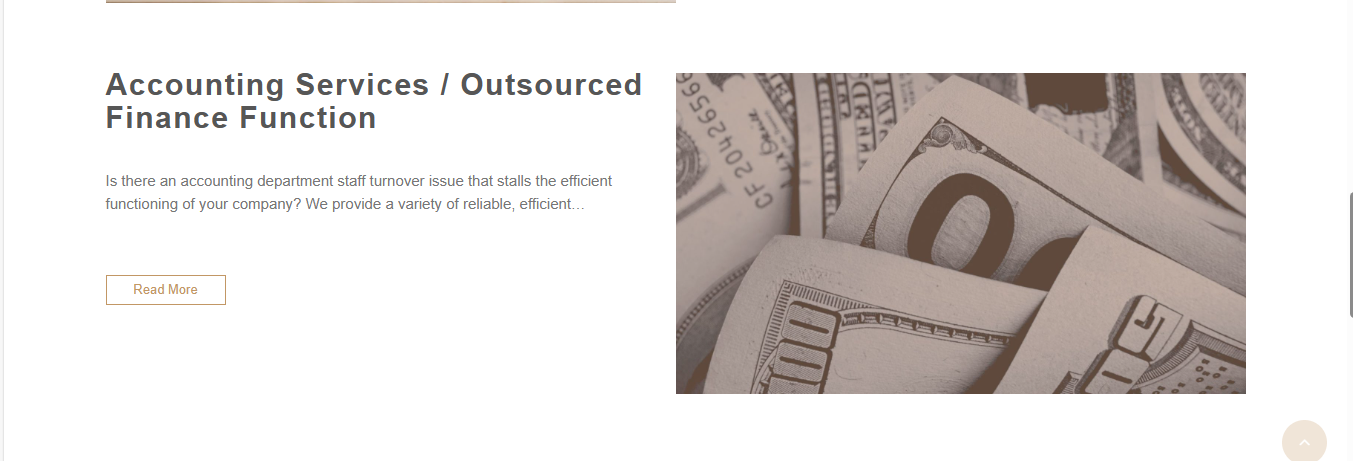 Accounting Services / Outsourced
Finance Function
Is there an accounting department staff turnover issue that stalls the efficient
functioning of your company? We provide a variety of reliable, efficient…
Read More
CF20426565